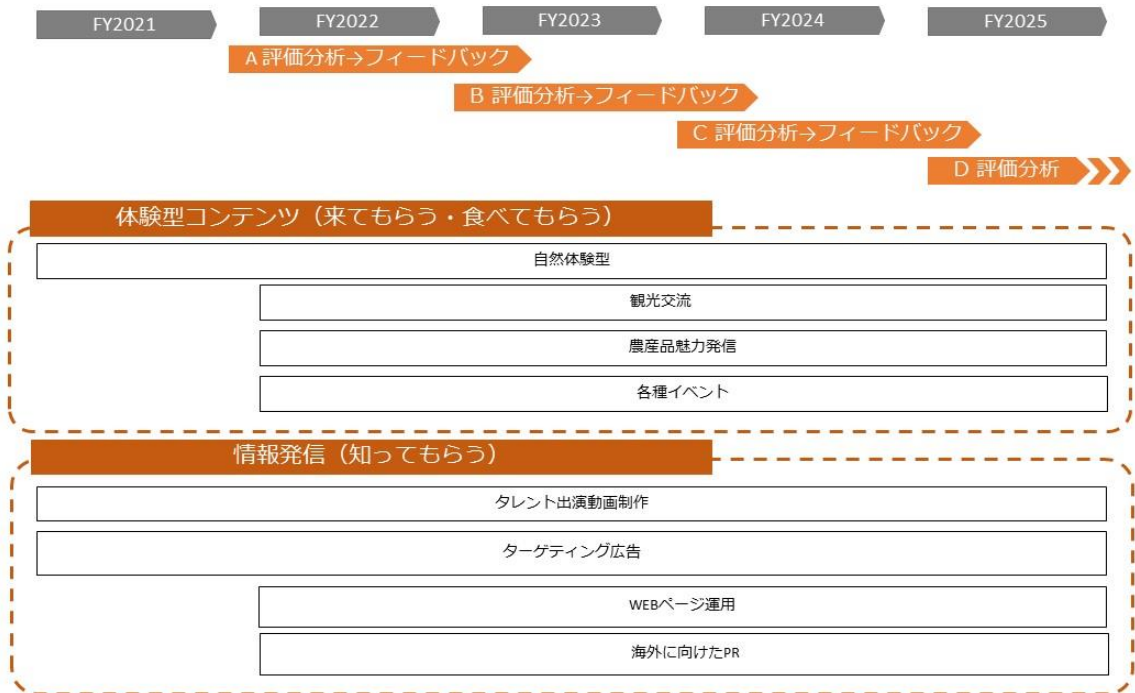 FY2021
FY2022
FY2023
FY2024
FY2025
A 評価分析→フィードバック
B 評価分析→フィードバック
C 評価分析→フィードバック
D 評価分析
体験型コンテンツ（来てもらう・食べてもらう）
自然体験型
観光交流
農産品魅力発信
各種イベント
情報発信（知ってもらう）
タレント出演動画制作
ターゲティング広告
WEBページ運用
海外に向けたPR